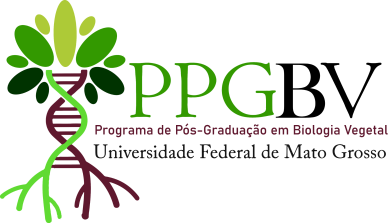 PPGBV
Programa de Pós-Graduação em Biologia Vegetal
Universidade Federal de Mato Grosso